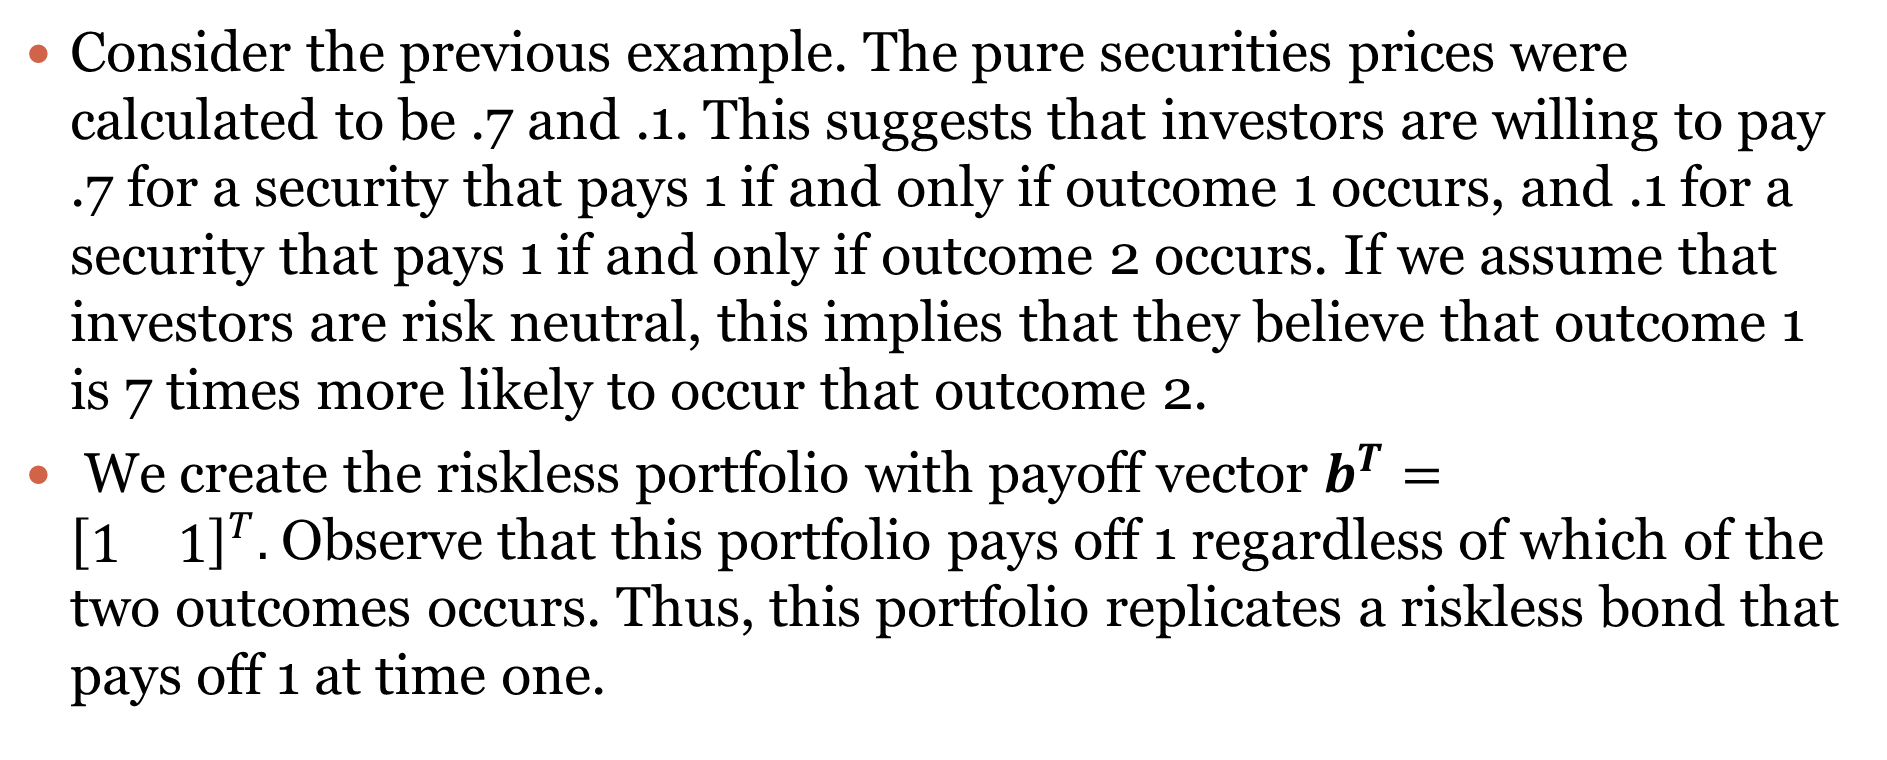 • Consider the previous example. The pure securities prices were
calculated to be .7 and .1. This suggests that investors are willing to pay
.7 for a security that pays 1 if and only if outcome 1 occurs, and .1 for a
security that pays 1 if and only if outcome 2 occurs. If we assume that
investors are risk neutral, this implies that they believe that outcome 1
is 7 times more likely to occur that outcome 2.
• We create the riskless portfolio with payoff vector 𝒃ᵀ =
[1 1]ᵀ. Observe that this portfolio pays off 1 regardless of which of the
two outcomes occurs. Thus, this portfolio replicates a riskless bond that
pays off 1 at time one.